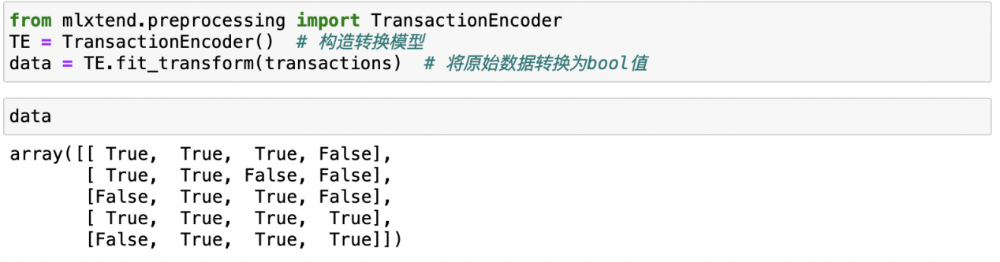 from mlxtend.preprocessing import TransactionEncoder
TE = TransactionEncoder()  # 构造转换模型
data = TE.fit_transform(transactions)  # 将原始数据转换为bool值
data
array([[ True,  True,  True, False],
       [ True,  True, False, False],
       [False,  True,  True, False],
       [ True,  True,  True,  True],
       [False,  True,  True,  True]])